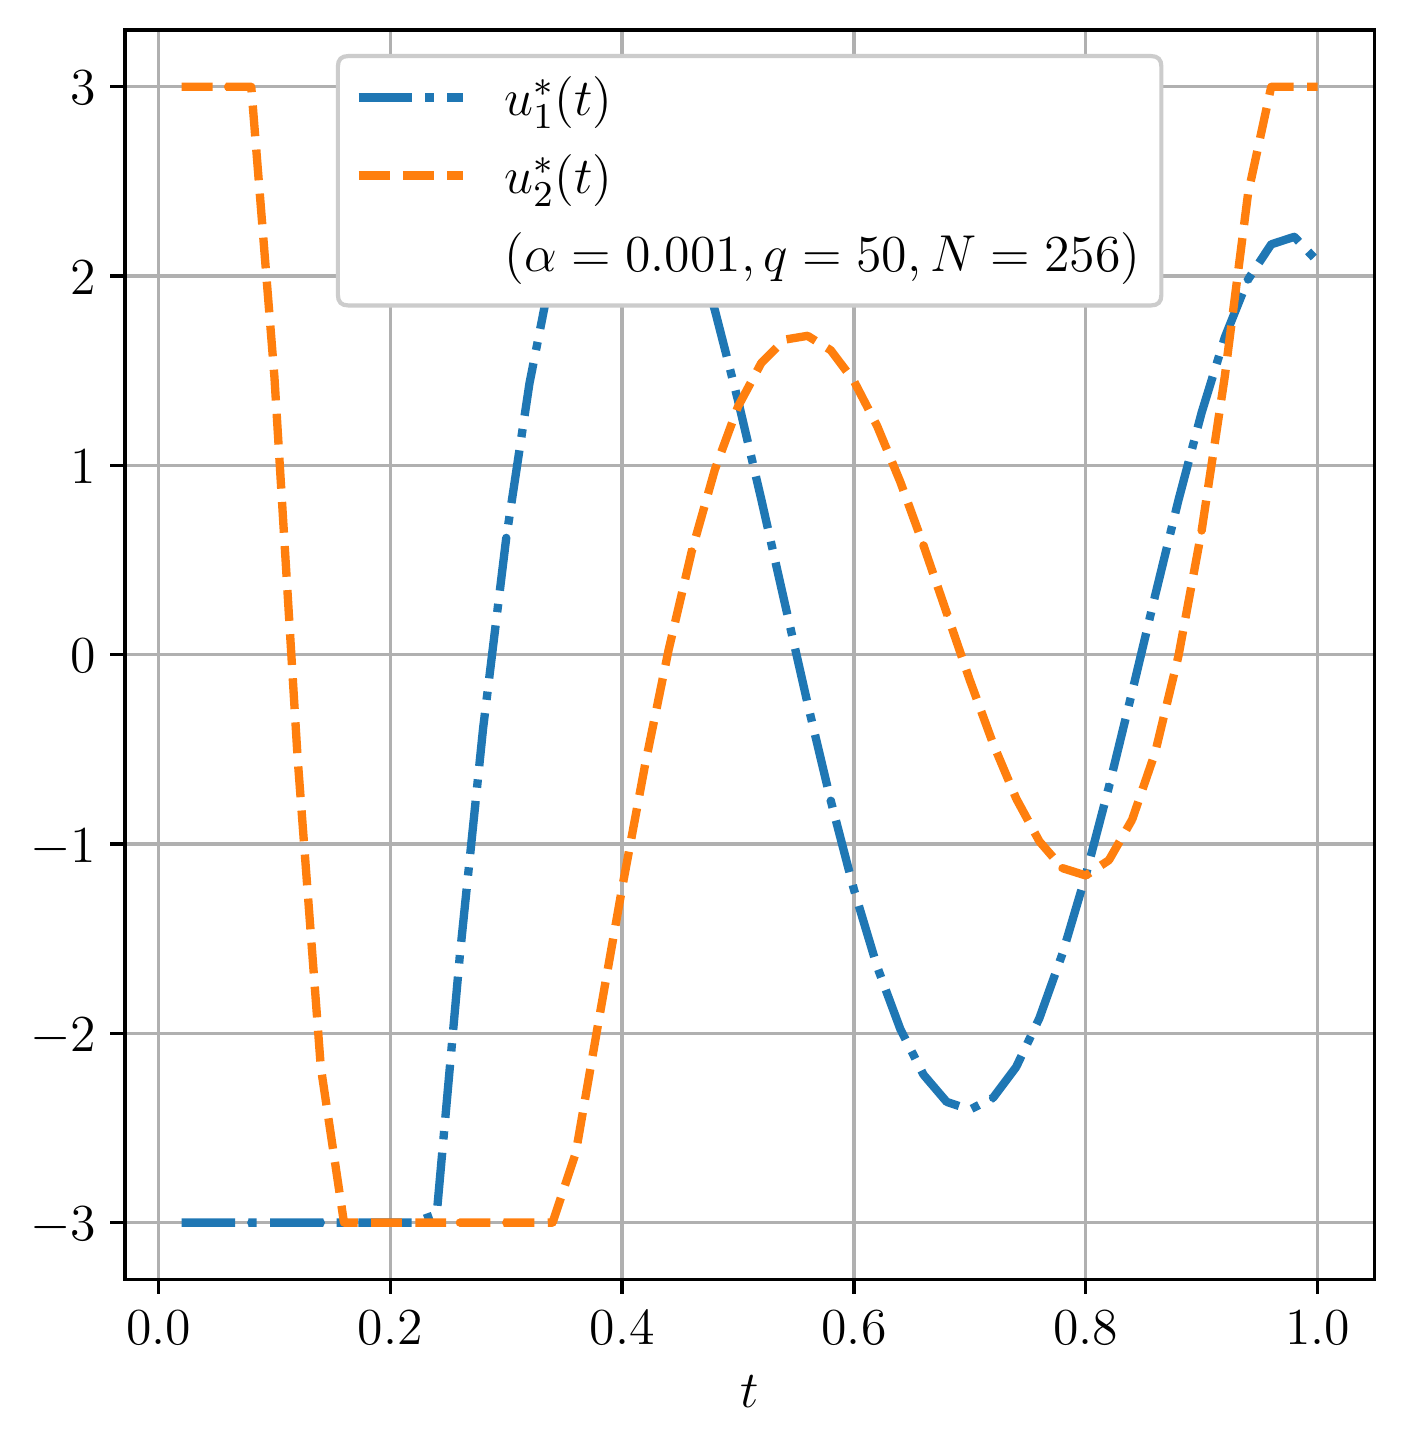 3
2
1
0
−1
−2
−3
u₁*(t)
u₂*(t)
(α = 0.001, q = 50, N = 256)
0.0 0.2 0.4 0.6 0.8 1.0
t